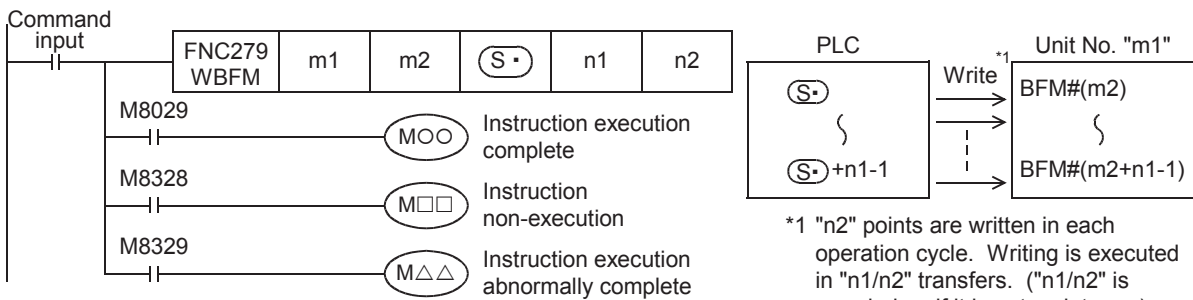 Command
input
FNC279
WBFM
m1
m2
S・
n1
n2
M8029
M○○
Instruction execution
complete
M8328
M□□
Instruction
non-execution
M8329
M△△
Instruction execution
abnormally complete
PLC
*1
Unit No. "m1"
Write
S・
BFM#(m2)
S・+n1-1
BFM#(m2+n1-1)
*1 "n2" points are written in each
operation cycle. Writing is executed
in "n1/n2" transfers. ("n1/n2" is